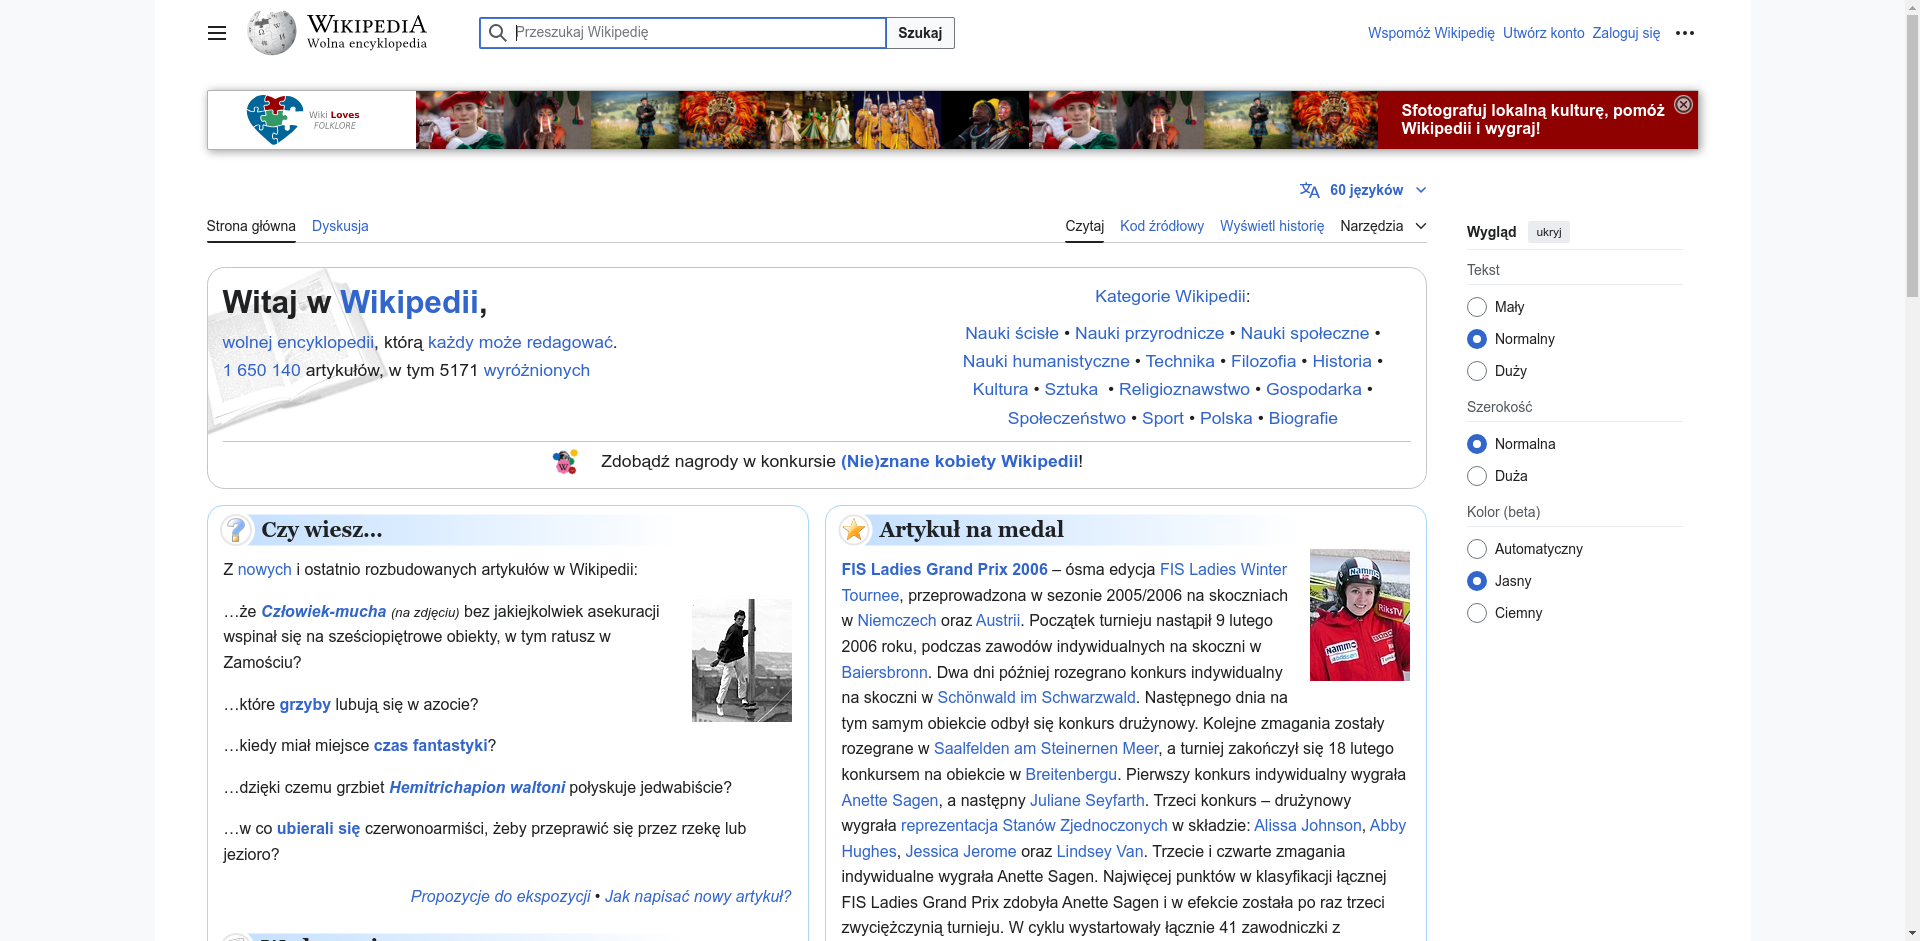 WIKIPEDIA
Wolna encyklopedia
Przeszukaj Wikipedię
Szukaj
Wspomóż Wikipedię Utwórz konto Zaloguj się
Wiki Loves
FOLKLORE
Sfotografuj lokalną kulturę, pomóż
Wikipedii i wygraj!
60 języków
Strona główna Dyskusja
Czytaj Kod źródłowy Wyświetl historię Narzędzia
Witaj w Wikipedii,
wolnej encyklopedii, którą każdy może redagować.
1 650 140 artykułów, w tym 5171 wyróżnionych
Kategorie Wikipedii:
Nauki ścisłe • Nauki przyrodnicze • Nauki społeczne •
Nauki humanistyczne • Technika • Filozofia • Historia •
Kultura • Sztuka • Religioznawstwo • Gospodarka •
Społeczeństwo • Sport • Polska • Biografie
Zdobądź nagrody w konkursie (Nie)znane kobiety Wikipedii!
Czy wiesz...
Z nowych i ostatnio rozbudowanych artykułów w Wikipedii:
…że Człowiek-mucha (na zdjęciu) bez jakiejkolwiek asekuracji
wspinał się na sześciopiętrowe obiekty, w tym ratusz w
Zamościu?
…które grzyby lubują się w azocie?
…kiedy miał miejsce czas fantastyki?
…dzięki czemu grzbiet Hemitrichapion waltoni połyskuje jedwabiście?
…w co ubierali się czerwonoarmiści, żeby przeprawić się przez rzekę lub
jezioro?
Propozycje do ekspozycji • Jak napisać nowy artykuł?
Artykuł na medal
FIS Ladies Grand Prix 2006 – ósma edycja FIS Ladies Winter
Tournee, przeprowadzona w sezonie 2005/2006 na skoczniach
w Niemczech oraz Austrii. Początek turnieju nastąpił 9 lutego
2006 roku, podczas zawodów indywidualnych na skoczni w
Baiersbronn. Dwa dni później rozegrano konkurs indywidualny
na skoczni w Schönwald im Schwarzwald. Następnego dnia na
tym samym obiekcie odbył się konkurs drużynowy. Kolejne zmagania zostały
rozegrane w Saalfelden am Steinernen Meer, a turniej zakończył się 18 lutego
konkursem na obiekcie w Breitenbergu. Pierwszy konkurs indywidualny wygrała
Anette Sagen, a następny Juliane Seyfarth. Trzeci konkurs – drużynowy
wygrała reprezentacja Stanów Zjednoczonych w składzie: Alissa Johnson, Abby
Hughes, Jessica Jerome oraz Lindsey Van. Trzecie i czwarte zmagania
indywidualne wygrała Anette Sagen. Najwięcej punktów w klasyfikacji łącznej
FIS Ladies Grand Prix zdobyła Anette Sagen i w efekcie została po raz trzeci
zwyciężczynią turnieju. W cyklu wystartowały łącznie 41 zawodniczki z
Wygląd ukryj
Tekst
Mały
Normalny
Duży
Szerokość
Normalna
Duża
Kolor (beta)
Automatyczny
Jasny
Ciemny